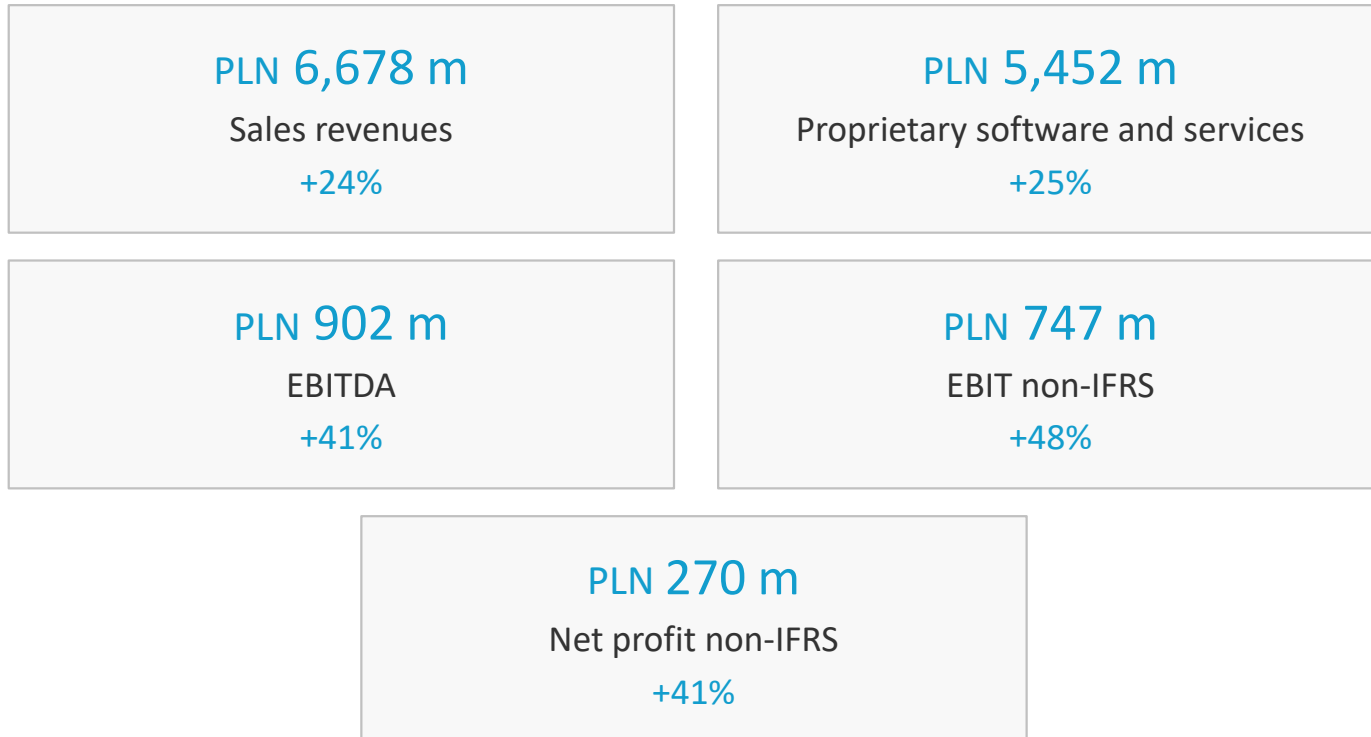 PLN 6,678 m
Sales revenues
+24%
PLN 5,452 m
Proprietary software and services
+25%
PLN 902 m
EBITDA
+41%
PLN 747 m
EBIT non-IFRS
+48%
PLN 270 m
Net profit non-IFRS
+41%